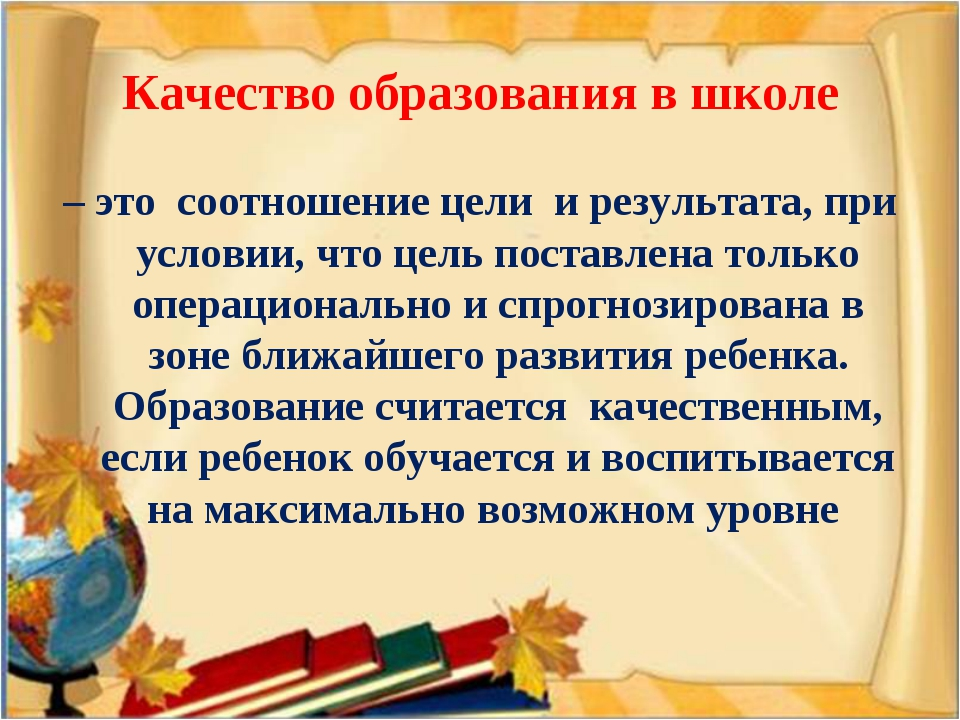 Качество образования в школе
– это соотношение цели и результата, при
условии, что цель поставлена только
операционально и спрогнозирована в
зоне ближайшего развития ребенка.
Образование считается качественным,
если ребенок обучается и воспитывается
на максимально возможном уровне